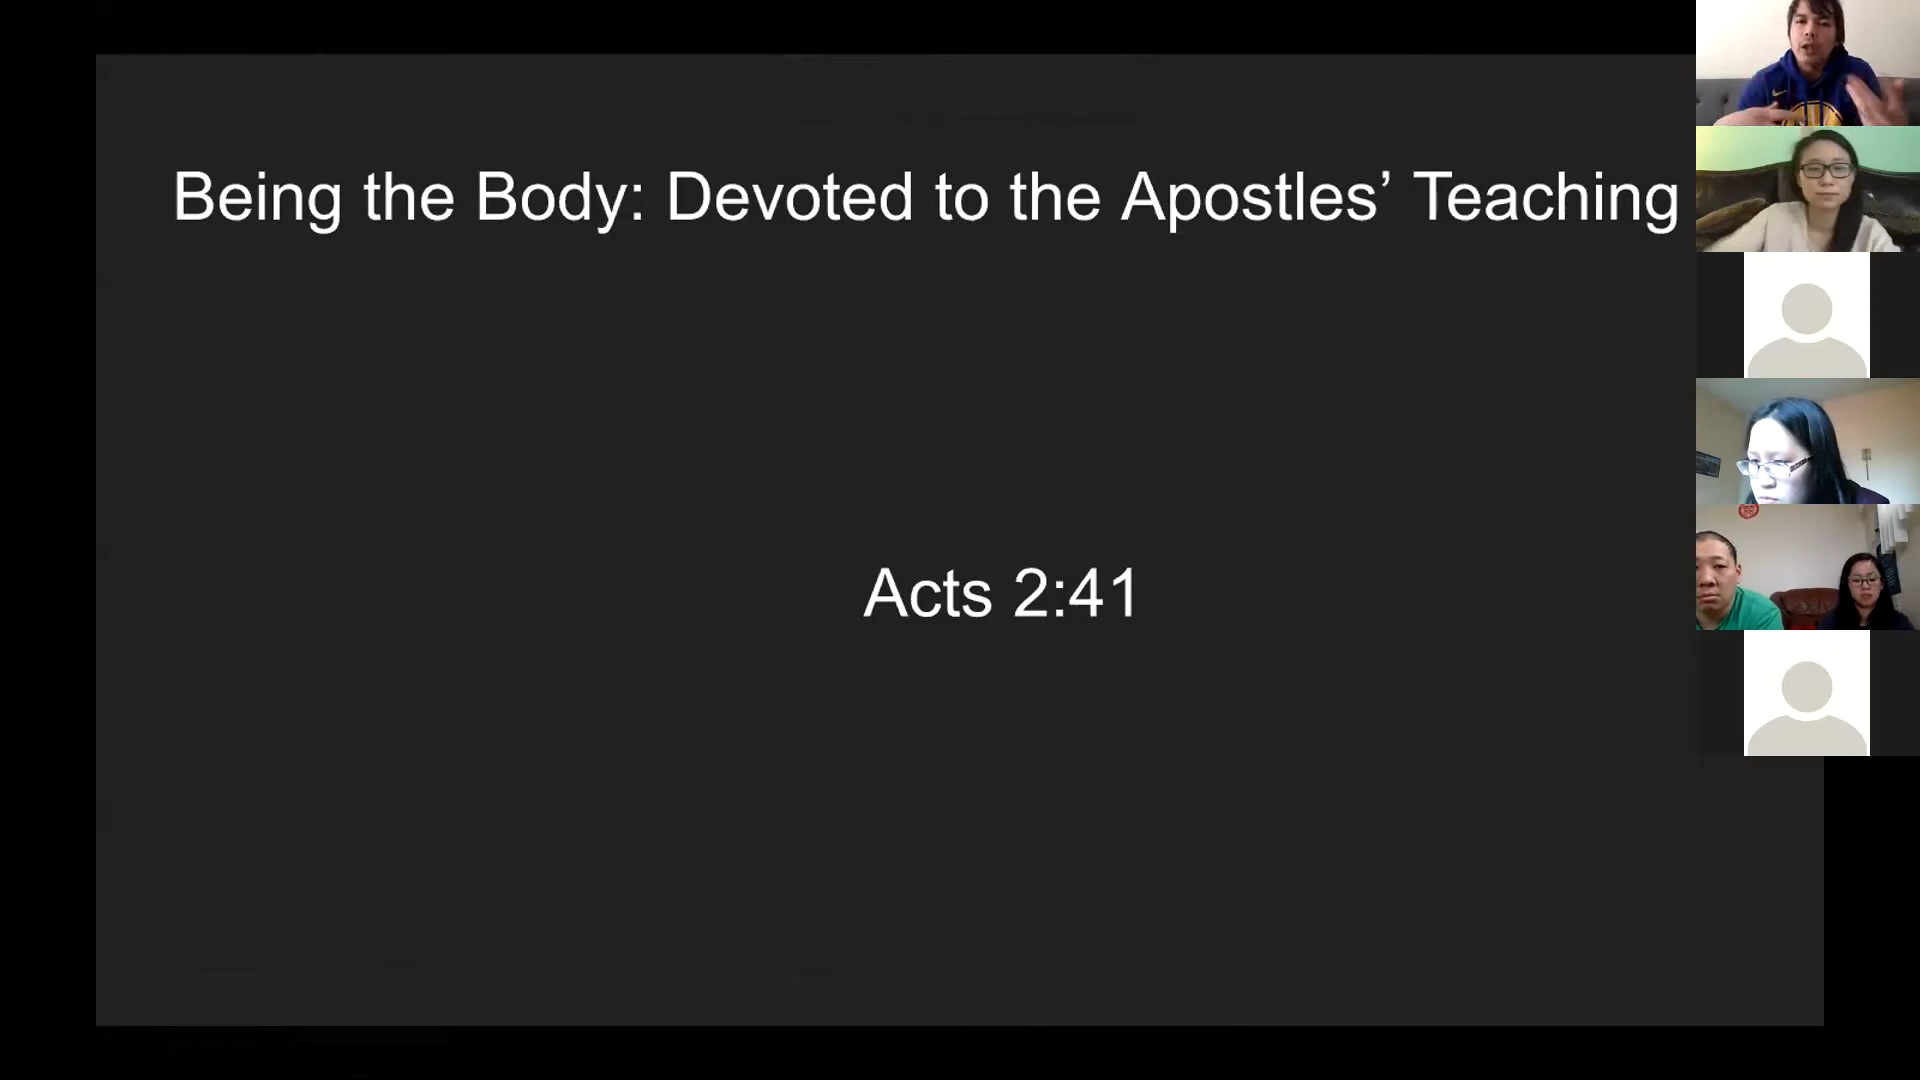 Being the Body: Devoted to the Apostles’ Teaching
Acts 2:41